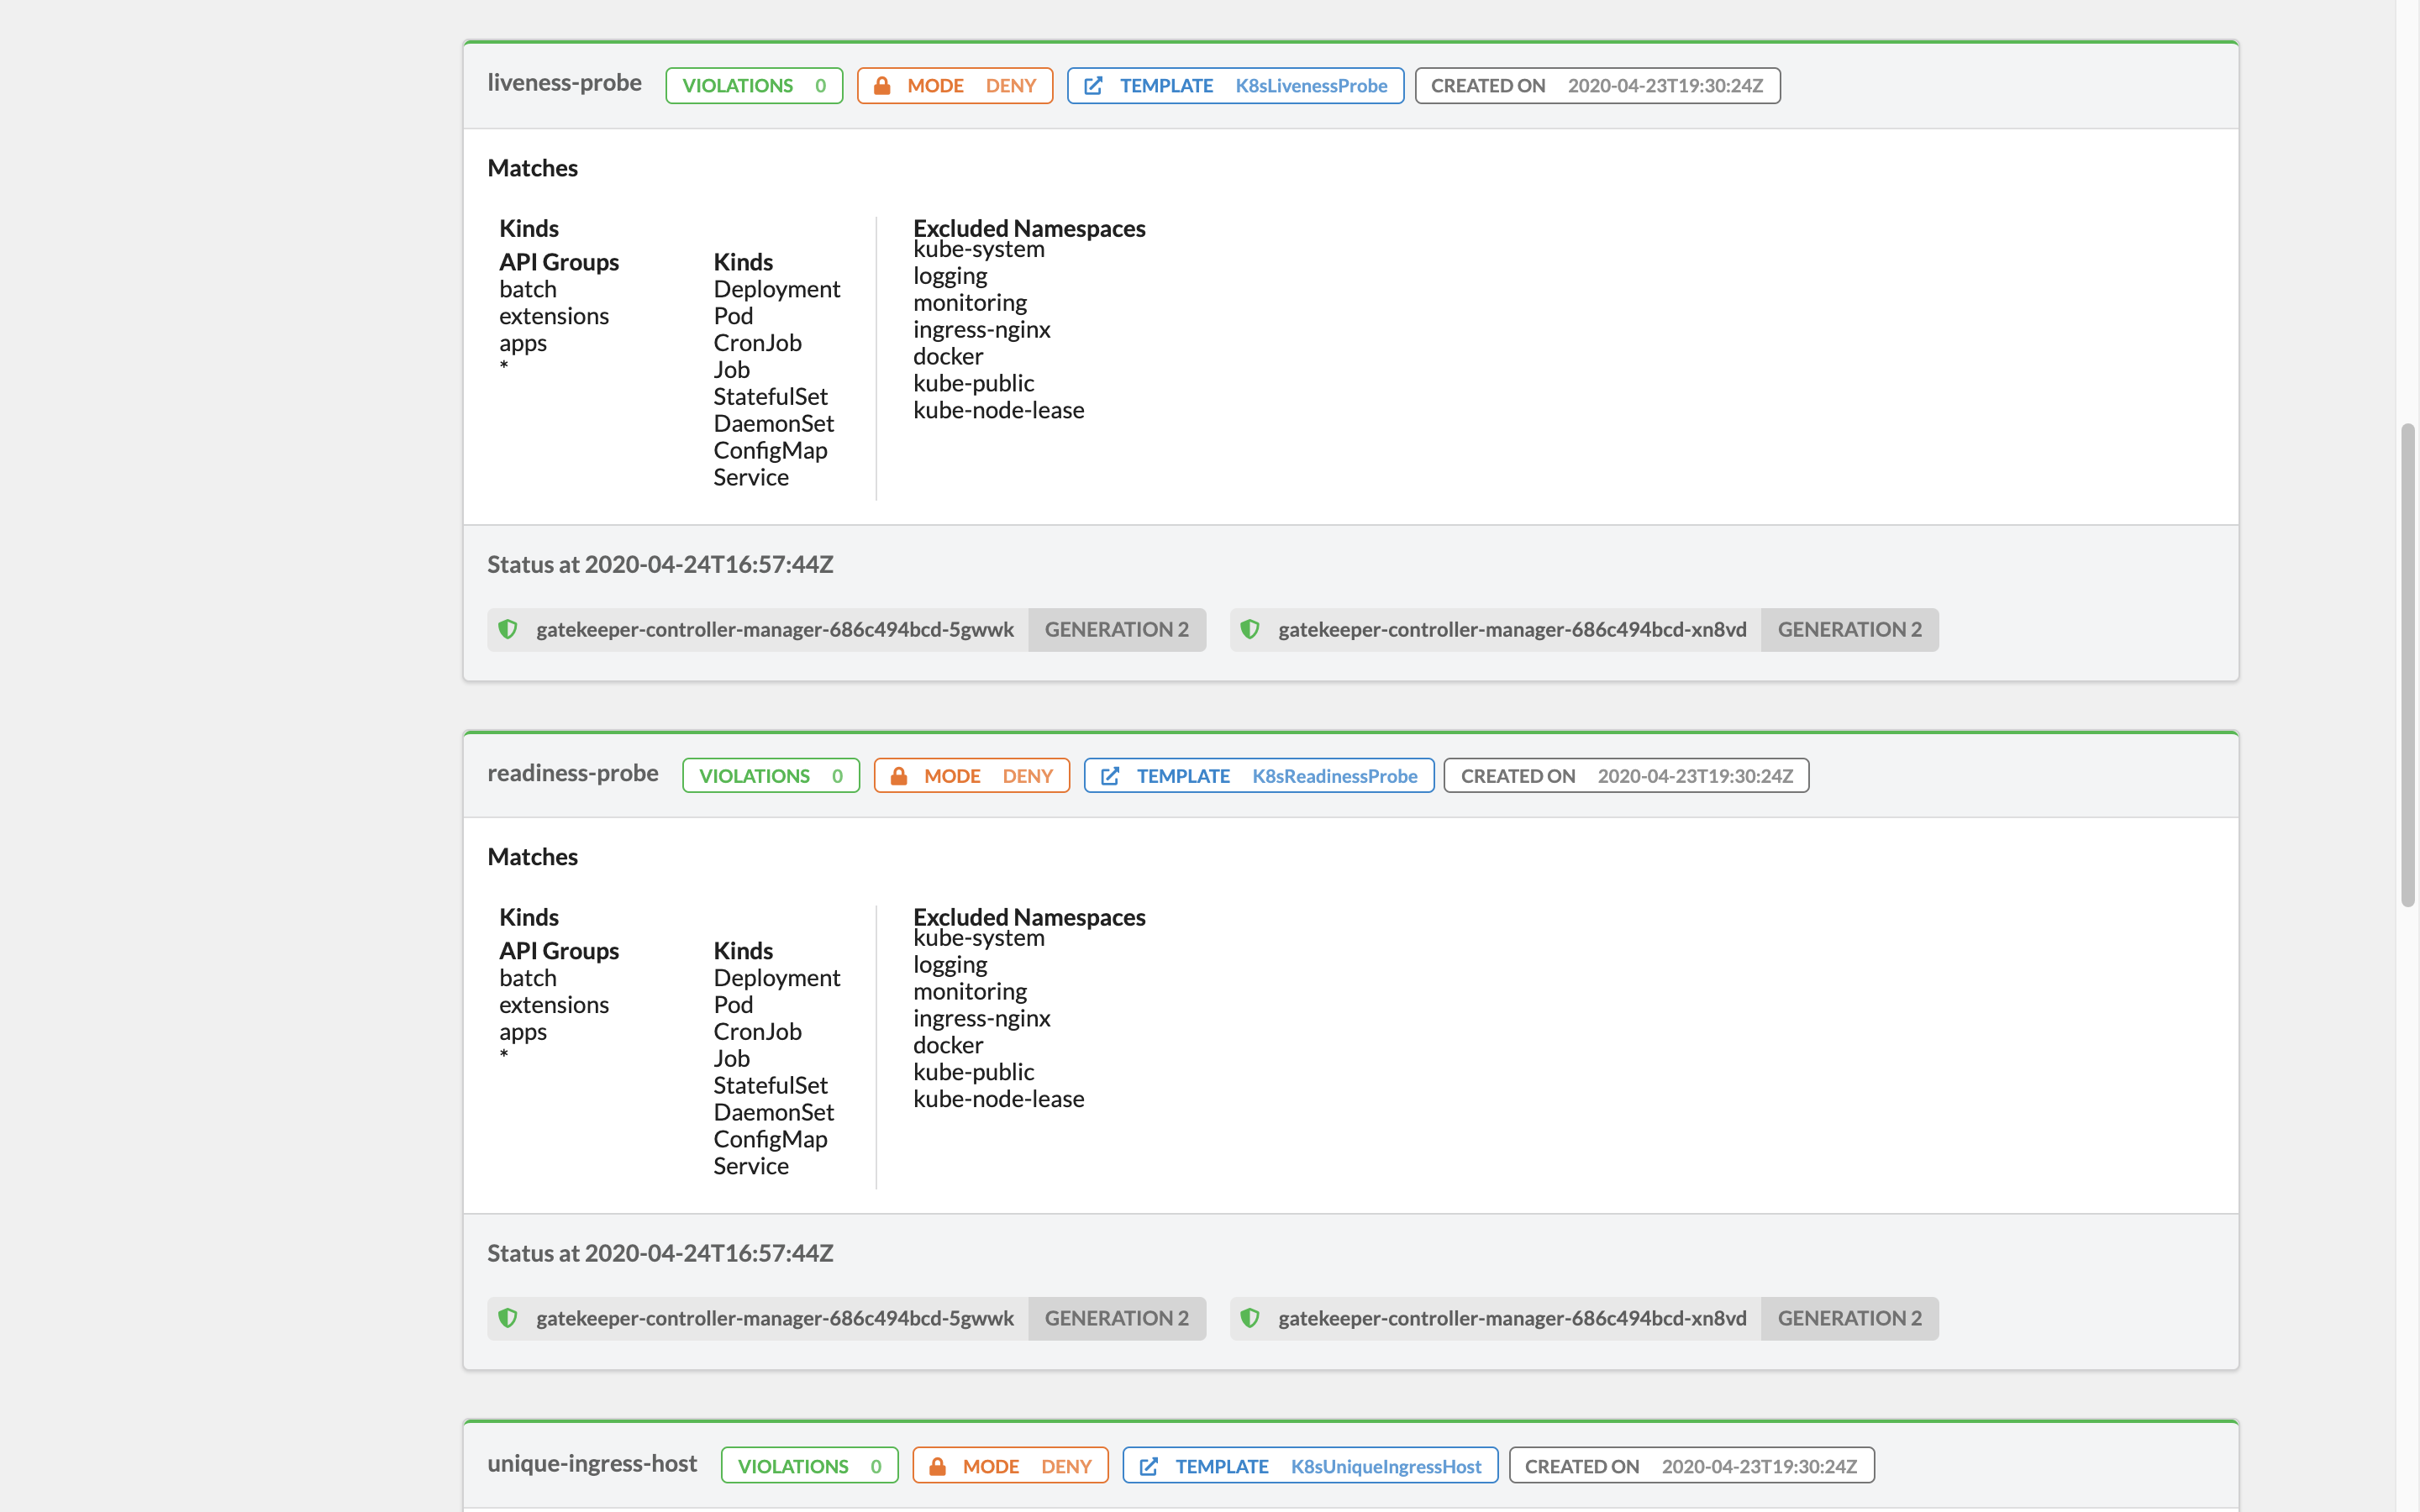 liveness-probe VIOLATIONS 0 MODE DENY TEMPLATE K8sLivenessProbe CREATED ON 2020-04-23T19:30:24Z
Matches
Kinds
API Groups
batch
extensions
apps
*
Kinds
Deployment
Pod
CronJob
Job
StatefulSet
DaemonSet
ConfigMap
Service
Excluded Namespaces
kube-system
logging
monitoring
ingress-nginx
docker
kube-public
kube-node-lease
Status at 2020-04-24T16:57:44Z
gatekeeper-controller-manager-686c494bcd-5gwwk GENERATION 2 gatekeeper-controller-manager-686c494bcd-xn8vd GENERATION 2
readiness-probe VIOLATIONS 0 MODE DENY TEMPLATE K8sReadinessProbe CREATED ON 2020-04-23T19:30:24Z
Matches
Kinds
API Groups
batch
extensions
apps
*
Kinds
Deployment
Pod
CronJob
Job
StatefulSet
DaemonSet
ConfigMap
Service
Excluded Namespaces
kube-system
logging
monitoring
ingress-nginx
docker
kube-public
kube-node-lease
Status at 2020-04-24T16:57:44Z
gatekeeper-controller-manager-686c494bcd-5gwwk GENERATION 2 gatekeeper-controller-manager-686c494bcd-xn8vd GENERATION 2
unique-ingress-host VIOLATIONS 0 MODE DENY TEMPLATE K8sUniqueIngressHost CREATED ON 2020-04-23T19:30:24Z